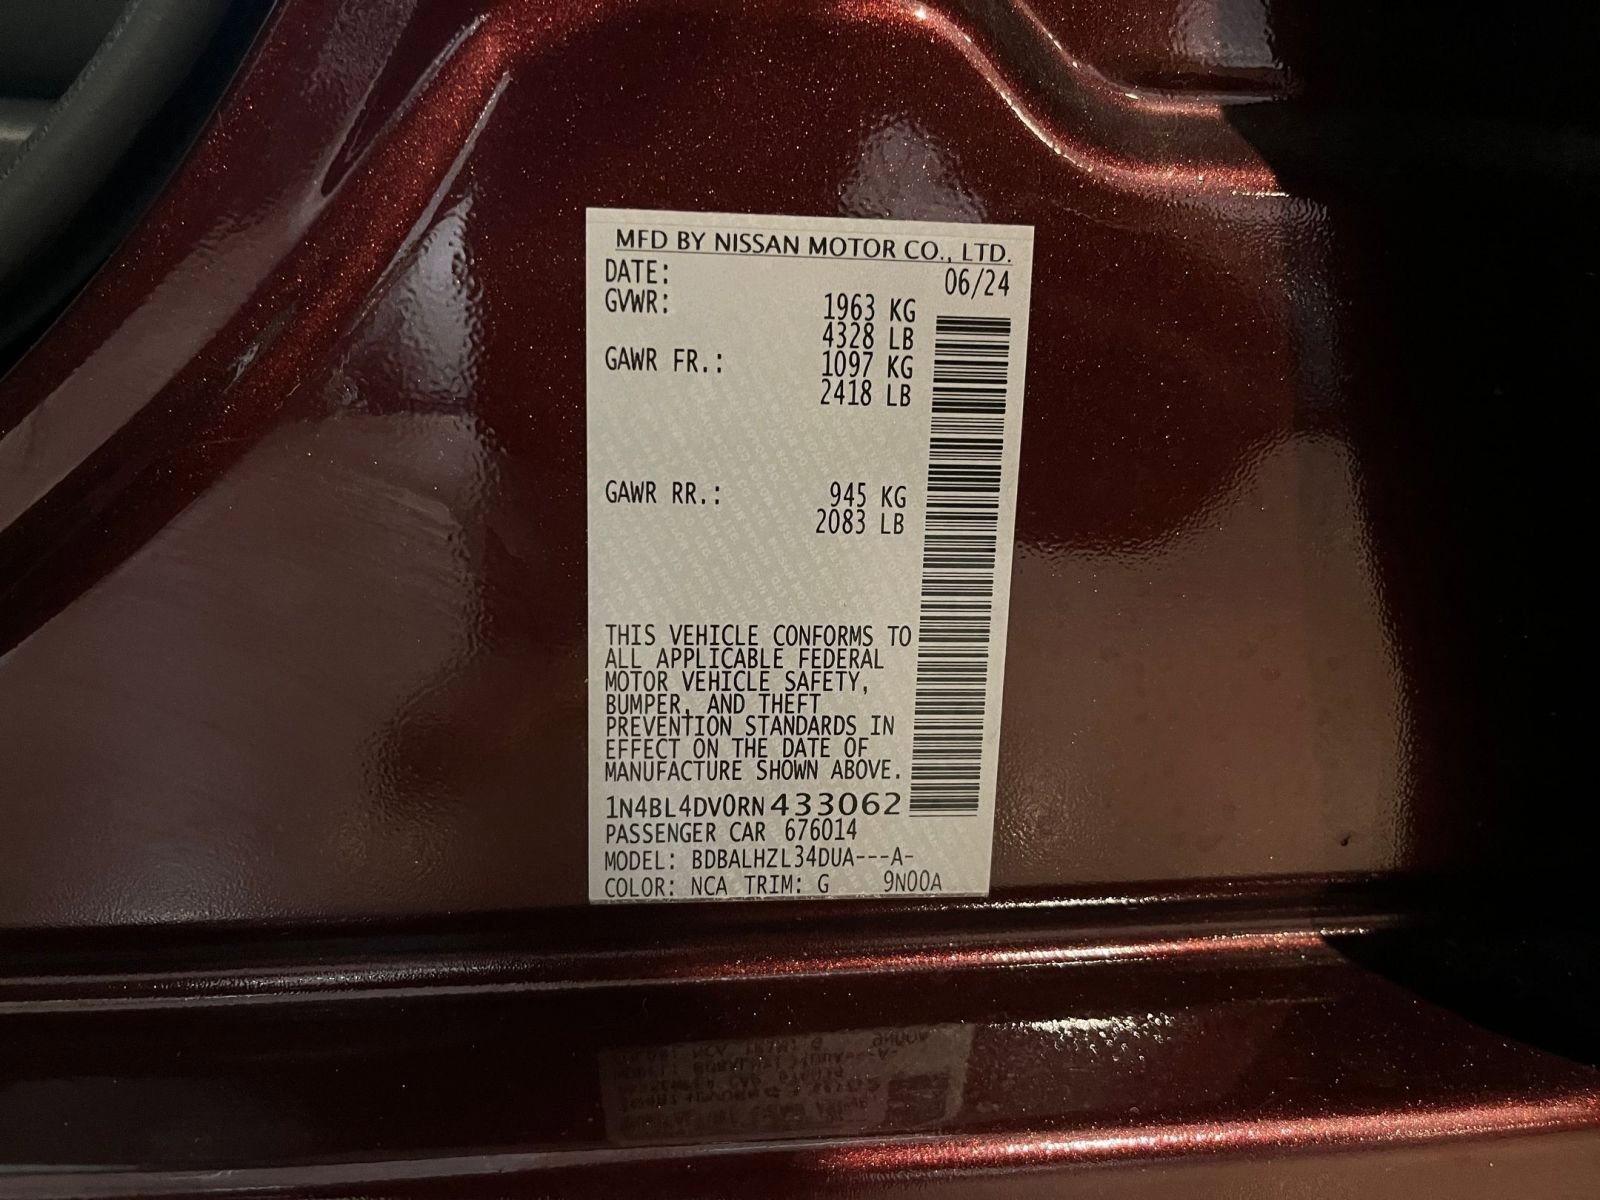 MFD BY NISSAN MOTOR CO., LTD.
DATE: 06/24
GVWR: 1963 KG
4328 LB
GAWR FR.: 1097 KG
2418 LB
GAWR RR.: 945 KG
2083 LB
THIS VEHICLE CONFORMS TO
ALL APPLICABLE FEDERAL
MOTOR VEHICLE SAFETY,
BUMPER, AND THEFT
PREVENTION STANDARDS IN
EFFECT ON THE DATE OF
MANUFACTURE SHOWN ABOVE.
1N4BL4DV0RN433062
PASSENGER CAR 676014
MODEL: BDBALHZL34DUA---A-
COLOR: NCA TRIM: G 9N00A